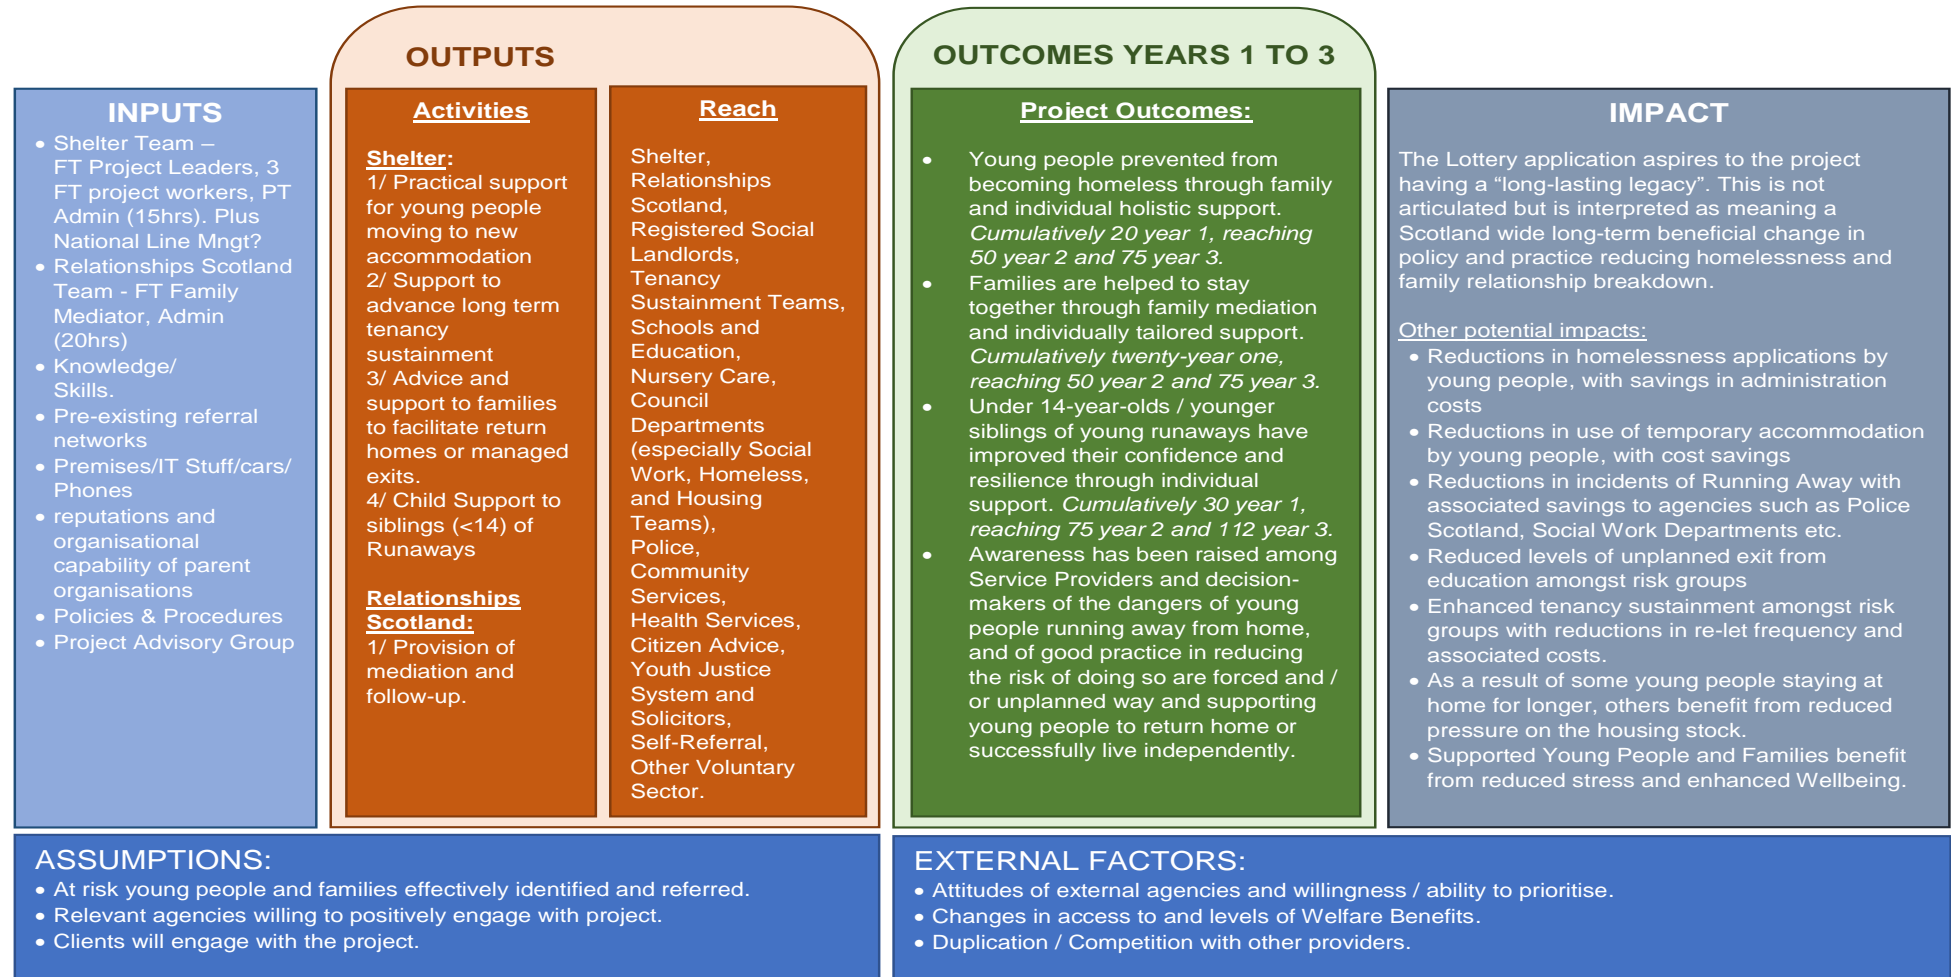 INPUTS
• Shelter Team –
FT Project Leaders, 3
FT project workers, PT
Admin (15hrs). Plus
National Line Mngt?
• Relationships Scotland
Team - FT Family
Mediator, Admin
(20hrs)
• Knowledge/
Skills.
• Pre-existing referral
networks
• Premises/IT Stuff/cars/
Phones
• reputations and
organisational
capability of parent
organisations
• Policies & Procedures
• Project Advisory Group
OUTPUTS
Activities
Shelter:
1/ Practical support
for young people
moving to new
accommodation
2/ Support to
advance long term
tenancy
sustainment
3/ Advice and
support to families
to facilitate return
homes or managed
exits.
4/ Child Support to
siblings (<14) of
Runaways
Relationships
Scotland:
1/ Provision of
mediation and
follow-up.
Reach
Shelter,
Relationships
Scotland,
Registered Social
Landlords,
Tenancy
Sustainment Teams,
Schools and
Education,
Nursery Care,
Council
Departments
(especially Social
Work, Homeless,
and Housing
Teams),
Police,
Community
Services,
Health Services,
Citizen Advice,
Youth Justice
System and
Solicitors,
Self-Referral,
Other Voluntary
Sector.
OUTCOMES YEARS 1 TO 3
Project Outcomes:
• Young people prevented from
becoming homeless through family
and individual holistic support.
Cumulatively 20 year 1, reaching
50 year 2 and 75 year 3.
• Families are helped to stay
together through family mediation
and individually tailored support.
Cumulatively twenty-year one,
reaching 50 year 2 and 75 year 3.
• Under 14-year-olds / younger
siblings of young runaways have
improved their confidence and
resilience through individual
support. Cumulatively 30 year 1,
reaching 75 year 2 and 112 year 3.
• Awareness has been raised among
Service Providers and decision-
makers of the dangers of young
people running away from home,
and of good practice in reducing
the risk of doing so are forced and /
or unplanned way and supporting
young people to return home or
successfully live independently.
IMPACT
The Lottery application aspires to the project
having a “long-lasting legacy”. This is not
articulated but is interpreted as meaning a
Scotland wide long-term beneficial change in
policy and practice reducing homelessness and
family relationship breakdown.
Other potential impacts:
• Reductions in homelessness applications by
young people, with savings in administration
costs
• Reductions in use of temporary accommodation
by young people, with cost savings
• Reductions in incidents of Running Away with
associated savings to agencies such as Police
Scotland, Social Work Departments etc.
• Reduced levels of unplanned exit from
education amongst risk groups
• Enhanced tenancy sustainment amongst risk
groups with reductions in re-let frequency and
associated costs.
• As a result of some young people staying at
home for longer, others benefit from reduced
pressure on the housing stock.
• Supported Young People and Families benefit
from reduced stress and enhanced Wellbeing.
ASSUMPTIONS:
• At risk young people and families effectively identified and referred.
• Relevant agencies willing to positively engage with project.
• Clients will engage with the project.
EXTERNAL FACTORS:
• Attitudes of external agencies and willingness / ability to prioritise.
• Changes in access to and levels of Welfare Benefits.
• Duplication / Competition with other providers.